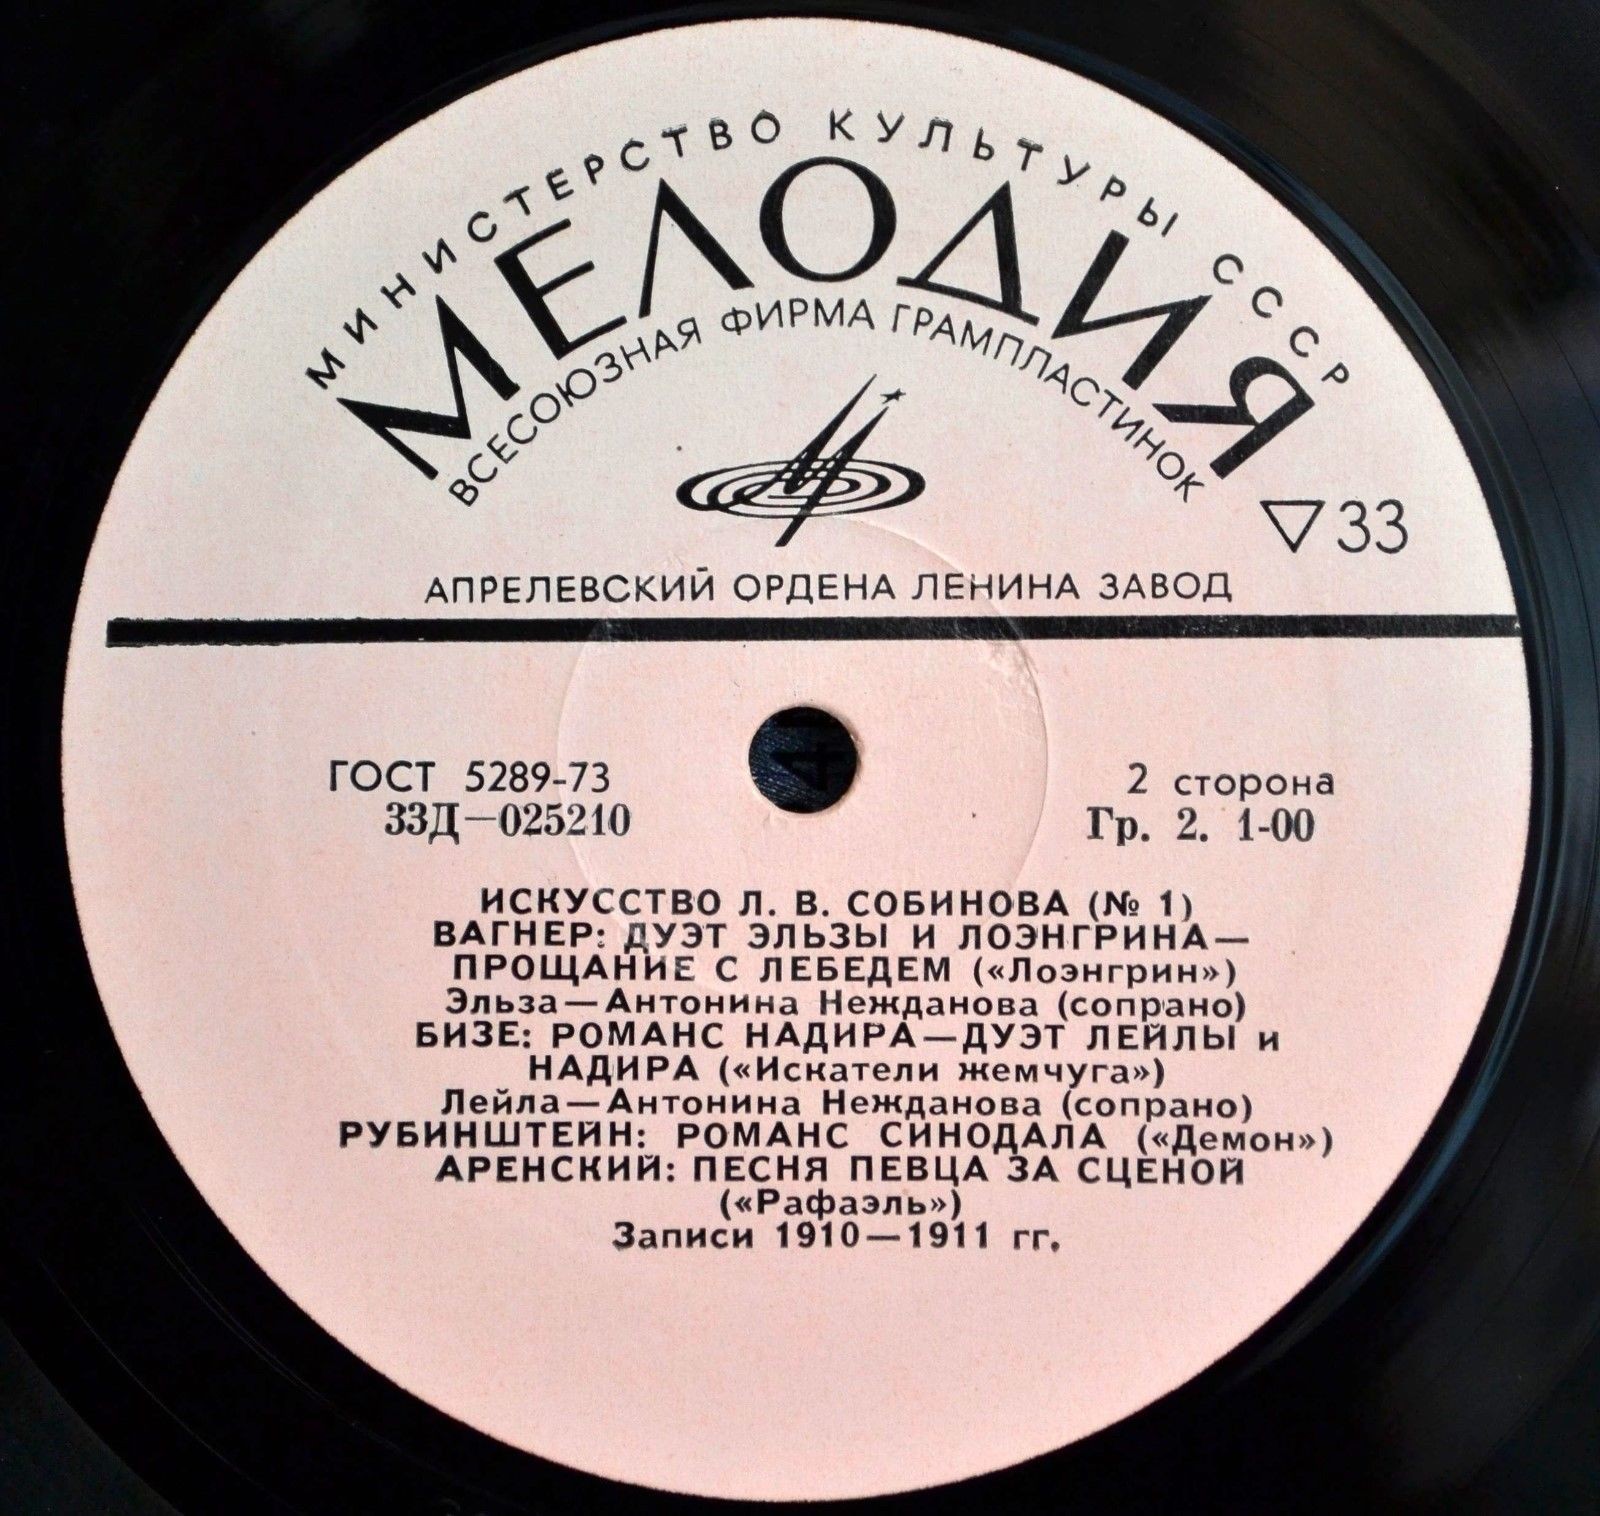 МИНИСТЕРСТВО КУЛЬТУРЫ СССР
МЕЛОДИЯ
ВСЕСОЮЗНАЯ ФИРМА ГРАМПЛАСТИНОК
▽33
АПРЕЛЕВСКИЙ ОРДЕНА ЛЕНИНА ЗАВОД
ГОСТ 5289-73
33Д—025210
2 сторона
Гр. 2. 1-00
ИСКУССТВО Л. В. СОБИНОВА (№ 1)
ВАГНЕР: ДУЭТ ЭЛЬЗЫ И ЛОЭНГРИНА—
ПРОЩАНИЕ С ЛЕБЕДЕМ («Лоэнгрин»)
Эльза—Антонина Нежданова (сопрано)
БИЗЕ: РОМАНС НАДИРА—ДУЭТ ЛЕЙЛЫ и
НАДИРА («Искатели жемчуга»)
Лейла—Антонина Нежданова (сопрано)
РУБИНШТЕЙН: РОМАНС СИНОДАЛА («Демон»)
АРЕНСКИЙ: ПЕСНЯ ПЕВЦА ЗА СЦЕНОЙ
(«Рафаэль»)
Записи 1910—1911 гг.